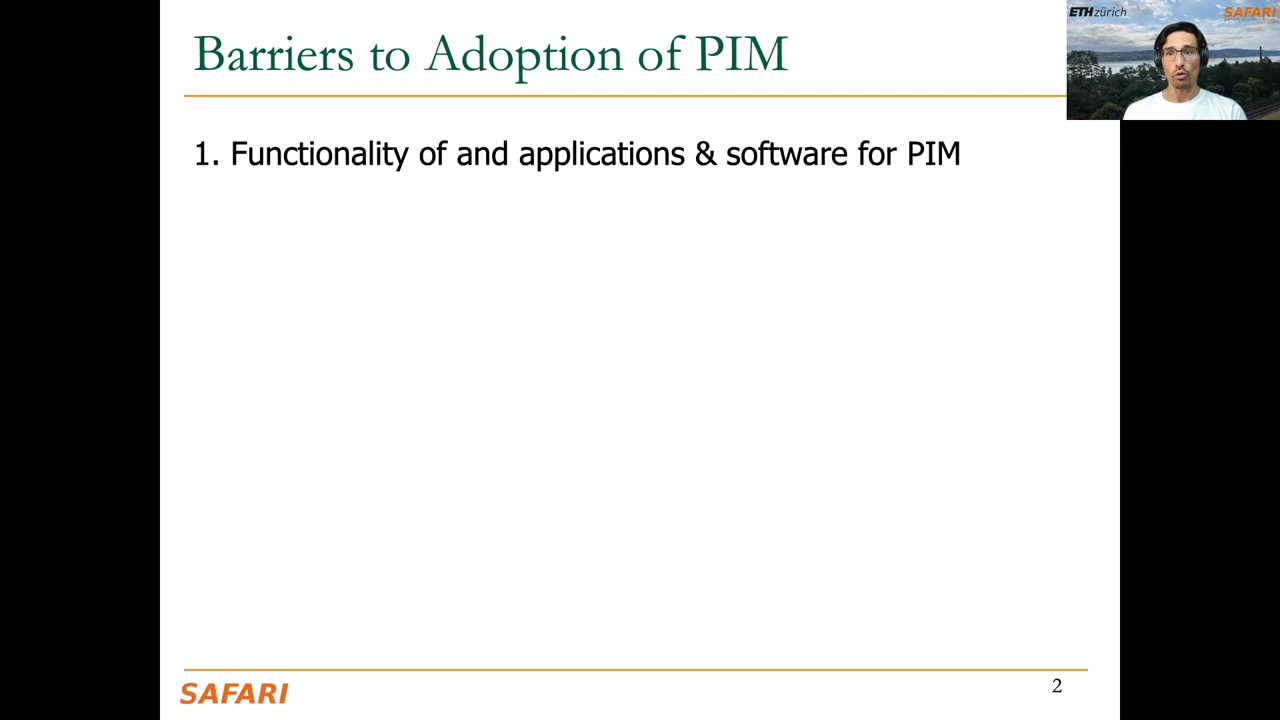 Barriers to Adoption of PIM
ETH zürich
SAFARI
1. Functionality of and applications & software for PIM
SAFARI
2